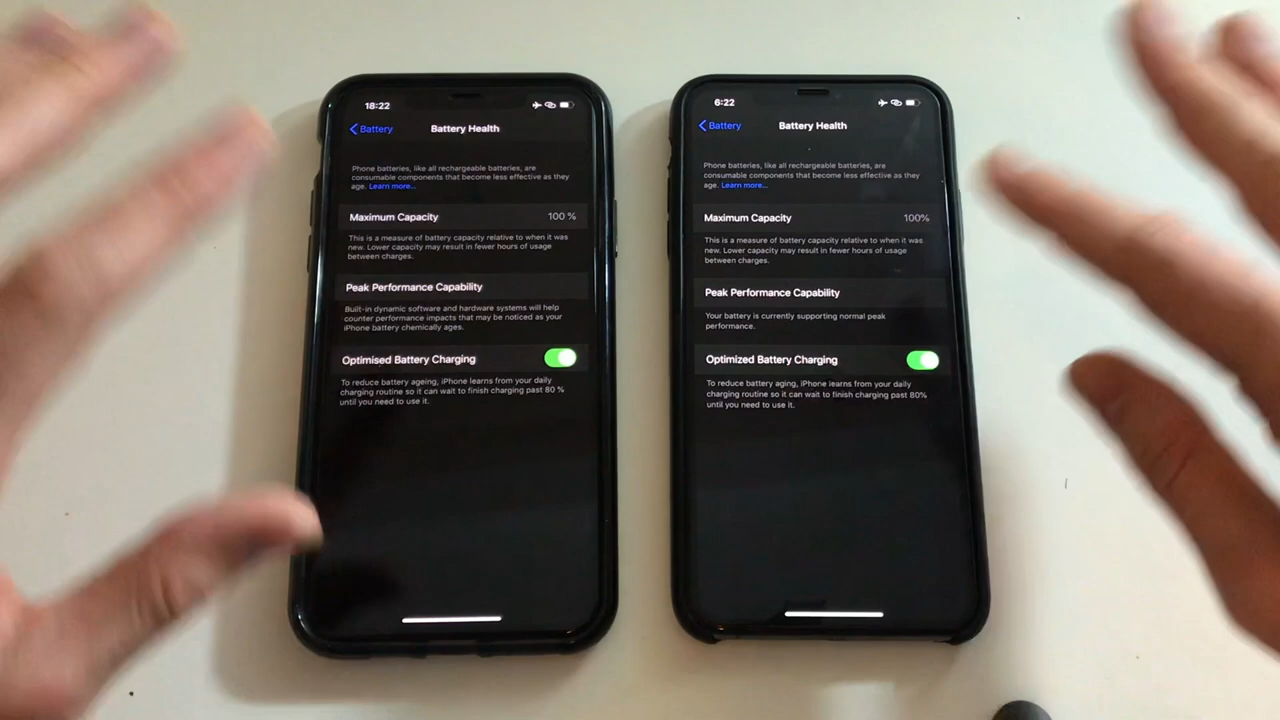 18:22
Battery
Battery Health
Phone batteries, like all rechargeable batteries, are
consumable components that become less effective as they
age. Learn more...
Maximum Capacity
100 %
This is a measure of battery capacity relative to when it was
new. Lower capacity may result in fewer hours of usage
between charges.
Peak Performance Capability
Built-in dynamic software and hardware systems will help
counter performance impacts that may be noticed as your
iPhone battery chemically ages.
Optimised Battery Charging
To reduce battery ageing, iPhone learns from your daily
charging routine so it can wait to finish charging past 80 %
until you need to use it.
6:22
Battery
Battery Health
Phone batteries, like all rechargeable batteries, are
consumable components that become less effective as they
age. Learn more...
Maximum Capacity
100%
This is a measure of battery capacity relative to when it was
new. Lower capacity may result in fewer hours of usage
between charges.
Peak Performance Capability
Your battery is currently supporting normal peak
performance.
Optimized Battery Charging
To reduce battery aging, iPhone learns from your daily
charging routine so it can wait to finish charging past 80%
until you need to use it.